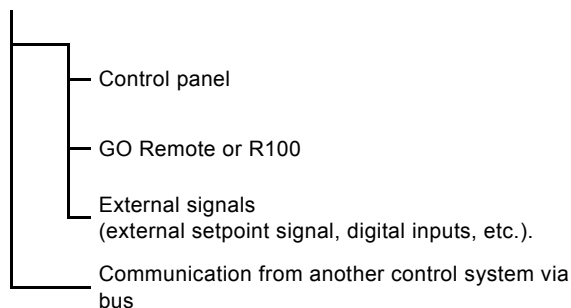 Control panel
GO Remote or R100
External signals
(external setpoint signal, digital inputs, etc.).
Communication from another control system via
bus